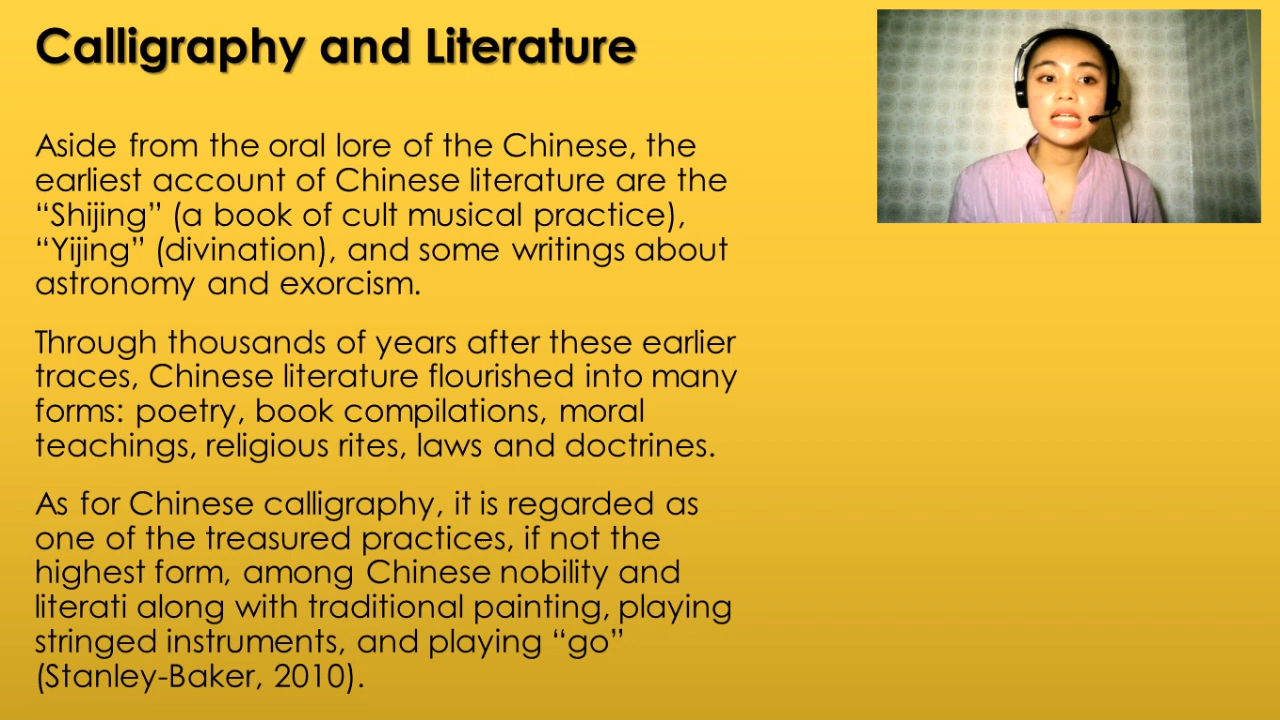 Calligraphy and Literature
Aside from the oral lore of the Chinese, the
earliest account of Chinese literature are the
“Shijing” (a book of cult musical practice),
“Yijing” (divination), and some writings about
astronomy and exorcism.
Through thousands of years after these earlier
traces, Chinese literature flourished into many
forms: poetry, book compilations, moral
teachings, religious rites, laws and doctrines.
As for Chinese calligraphy, it is regarded as
one of the treasured practices, if not the
highest form, among Chinese nobility and
literati along with traditional painting, playing
stringed instruments, and playing “go”
(Stanley-Baker, 2010).